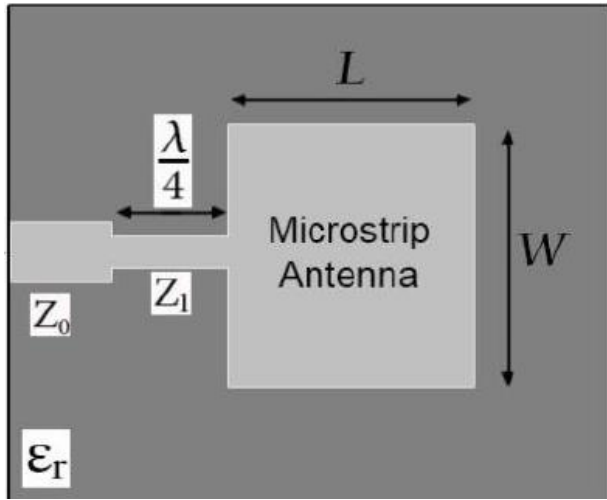 L
λ
4
Microstrip
Antenna
W
Z₀
Z₁
εᵣ